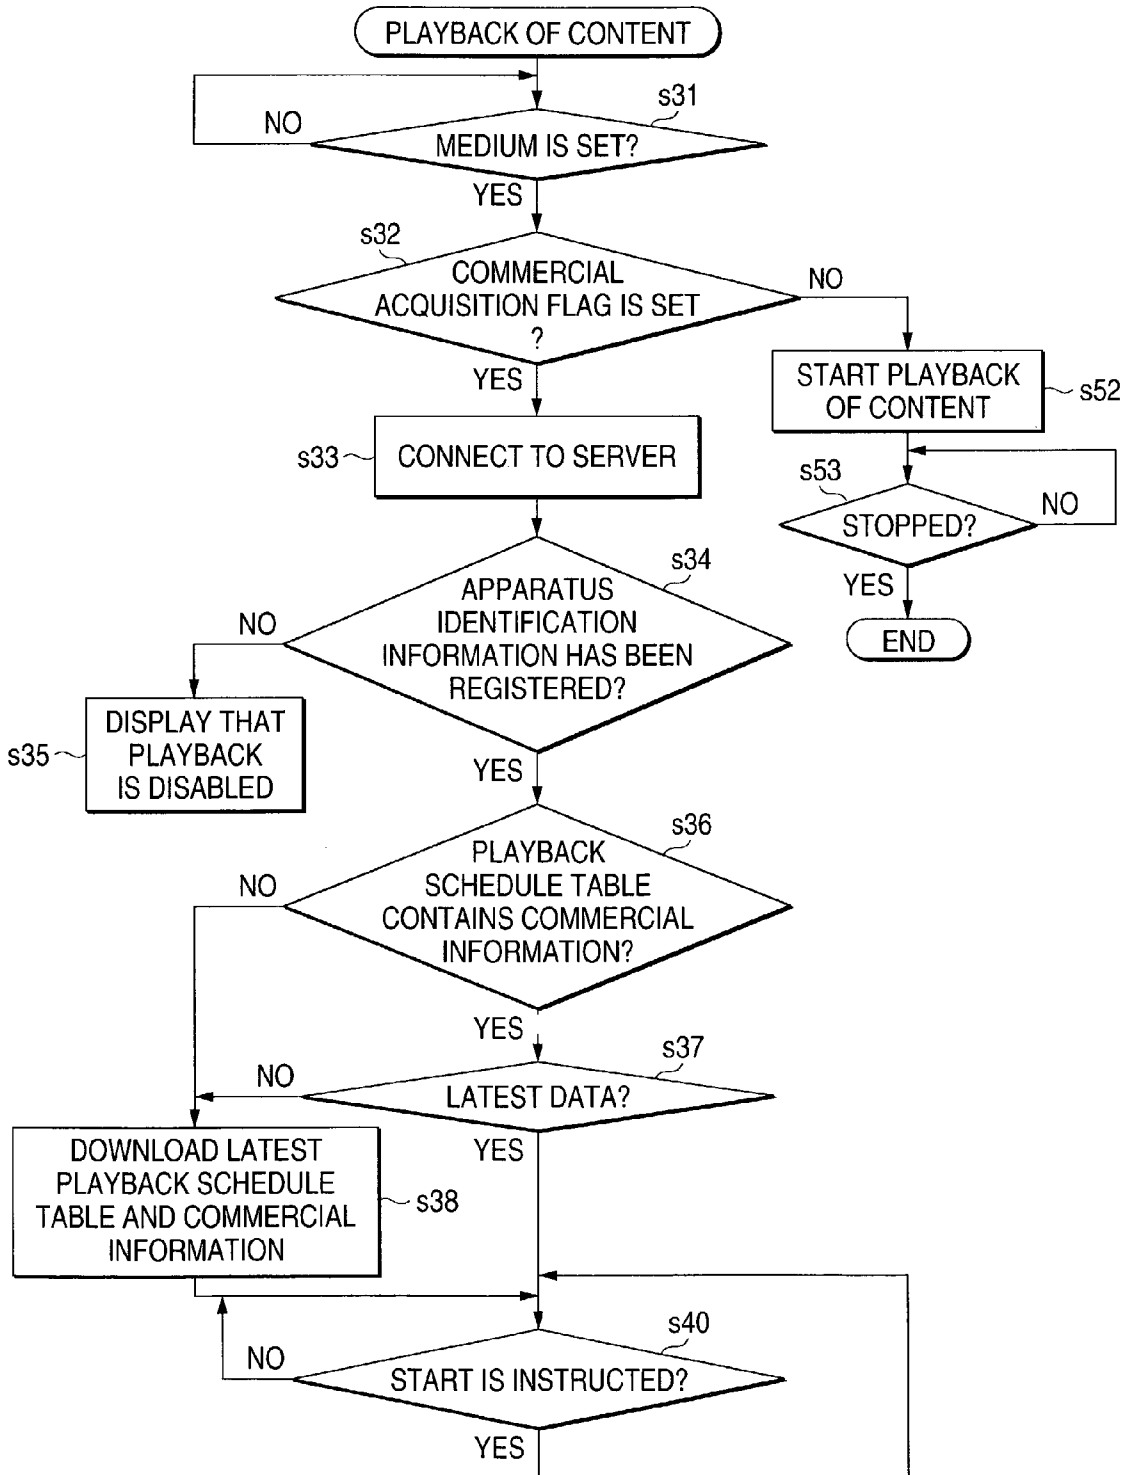 PLAYBACK OF CONTENT
s31
NO
MEDIUM IS SET?
YES
s32
COMMERCIAL
ACQUISITION FLAG IS SET
?
NO
YES
START PLAYBACK
OF CONTENT
s52
s33
CONNECT TO SERVER
s53
STOPPED?
NO
YES
END
s34
APPARATUS
IDENTIFICATION
INFORMATION HAS BEEN
REGISTERED?
NO
DISPLAY THAT
PLAYBACK
IS DISABLED
s35
YES
s36
PLAYBACK
SCHEDULE TABLE
CONTAINS COMMERCIAL
INFORMATION?
NO
YES
s37
NO
LATEST DATA?
YES
DOWNLOAD LATEST
PLAYBACK SCHEDULE
TABLE AND COMMERCIAL
INFORMATION
s38
s40
NO
START IS INSTRUCTED?
YES